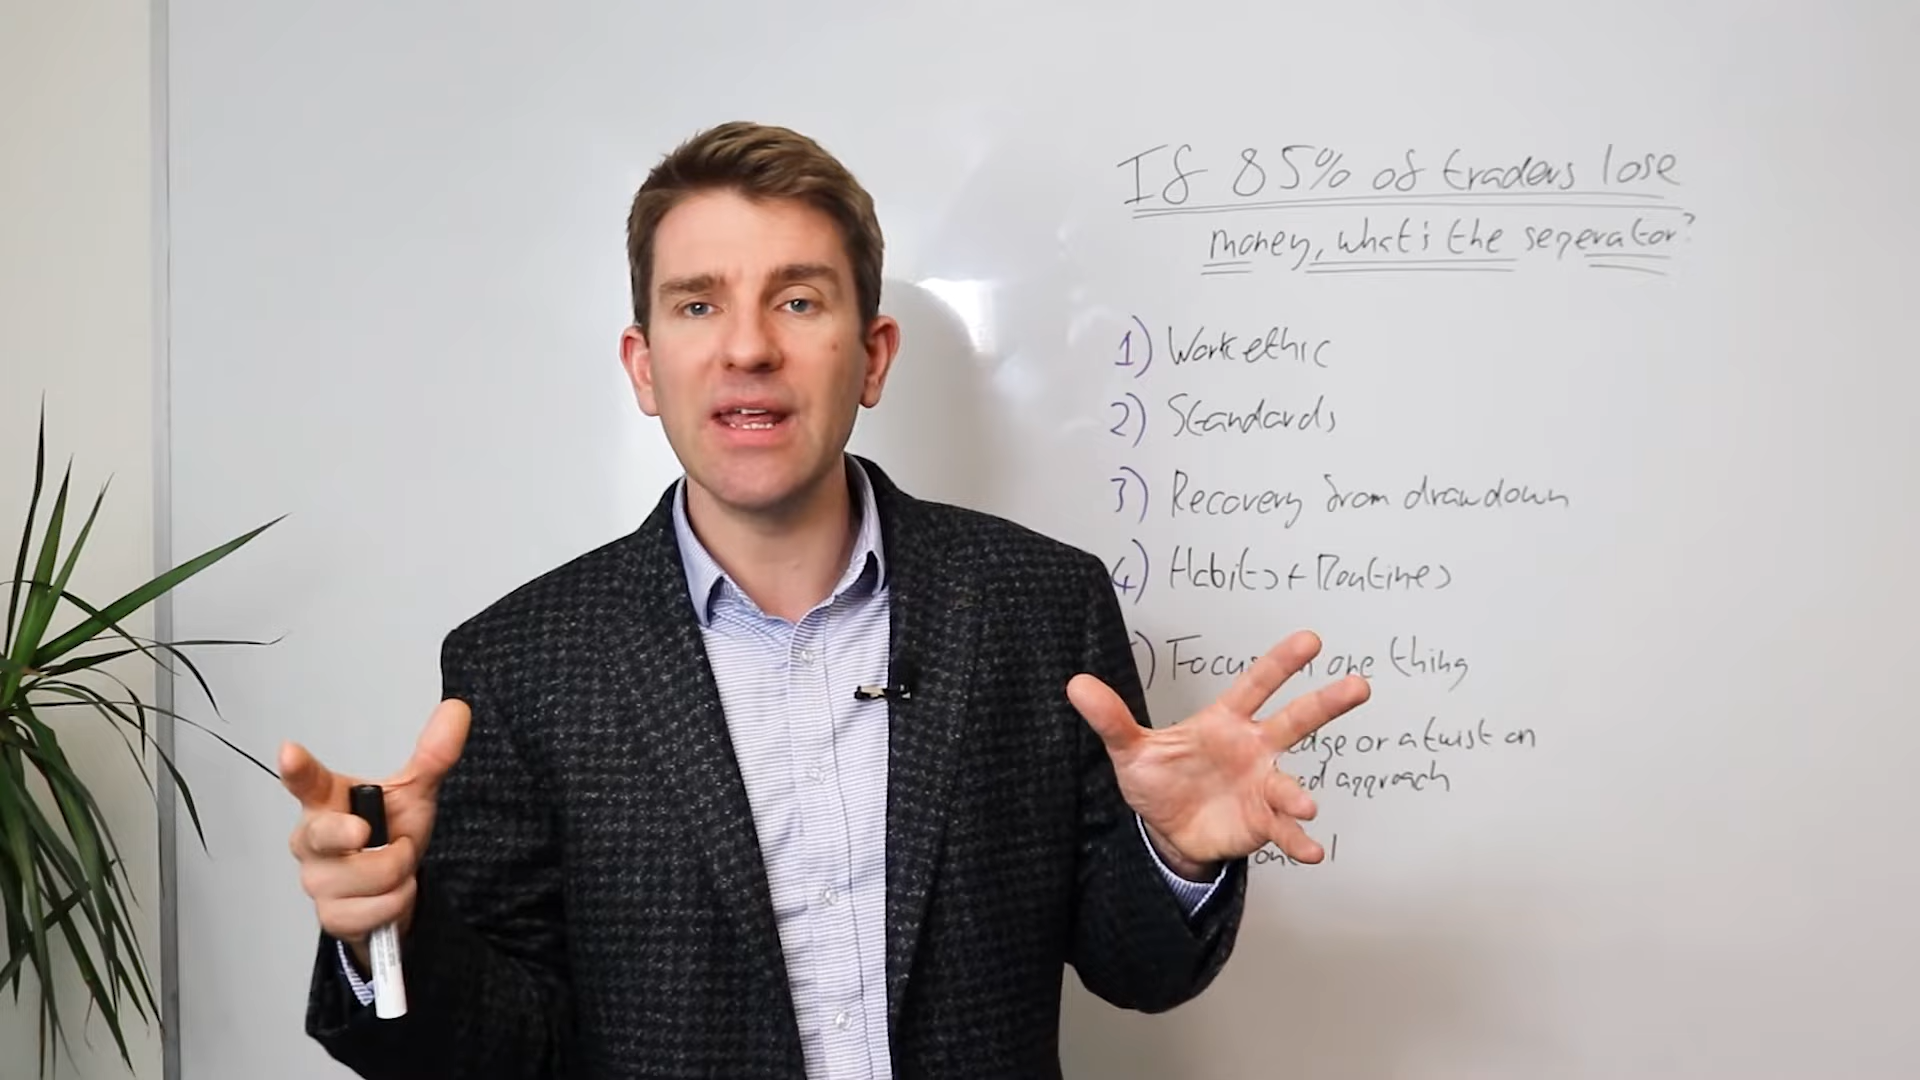 If 85% of traders lose
money, what's the seperator?
1) Work ethic
2) Standards
3) Recovery from drawdown
4) Habits + Routines
) Focus one thing
edge or a twist on
approach